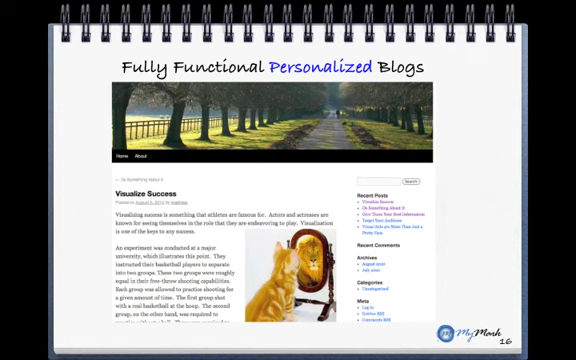 Fully Functional Personalized Blogs
Home About
← Do Something About It
Search
Visualize Success
Posted on August 5, 2010 by matthew
Visualizing success is something that athletes are famous for. Actors and actresses are
known for seeing themselves in the role that they are endeavoring to play. Visualization
is one of the keys to any success.
An experiment was conducted at a major
university, which illustrates this point. They
instructed their basketball players to separate
into two groups. These two groups were roughly
equal in their free-throw shooting capabilities.
Each group was allowed to practice shooting for
a given amount of time. The first group shot
with a real basketball at the hoop. The second
group, on the other hand, was required to
Recent Posts
Visualize Success
Do Something About It
Give Them Your Best Information
Target Your Audience
Visual Aids are More Than Just a
Pretty Face
Recent Comments
Archives
August 2010
July 2010
Categories
Uncategorized
Meta
Log in
Entries RSS
Comments RSS
MyMark
16